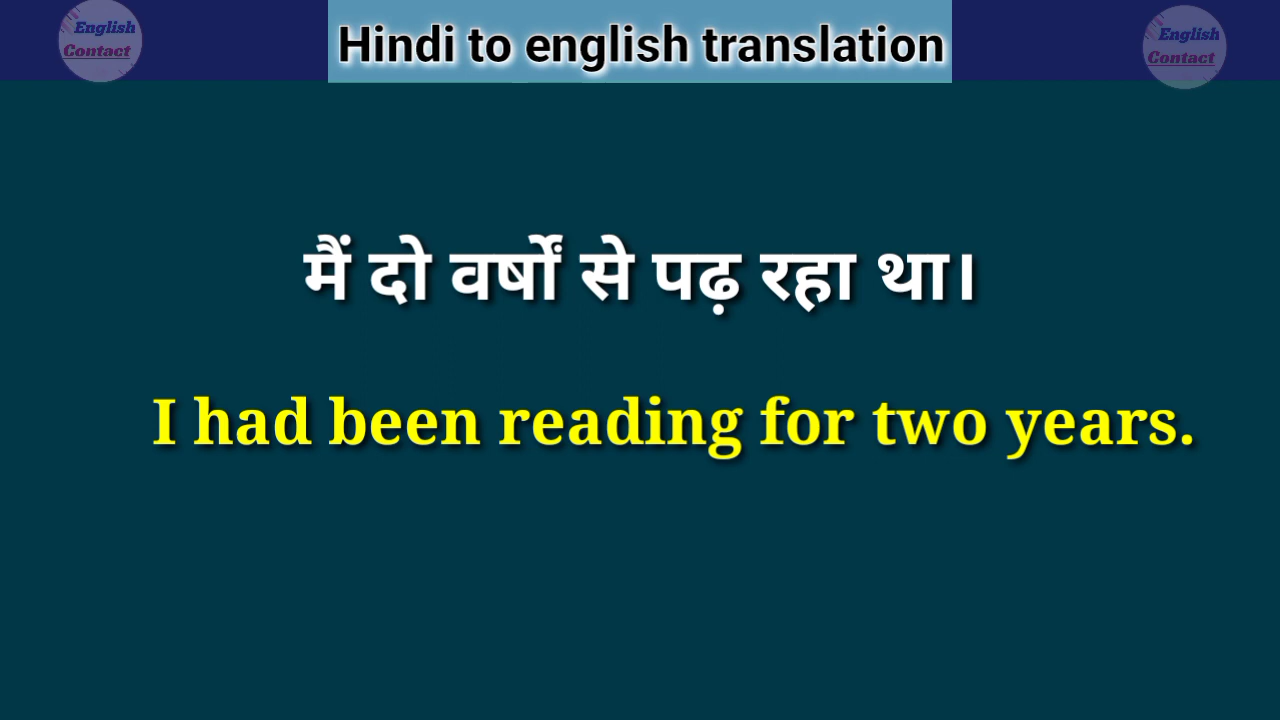 English
Contact
Hindi to english translation
English
Contact
मैं दो वर्षों से पढ़ रहा था।
I had been reading for two years.